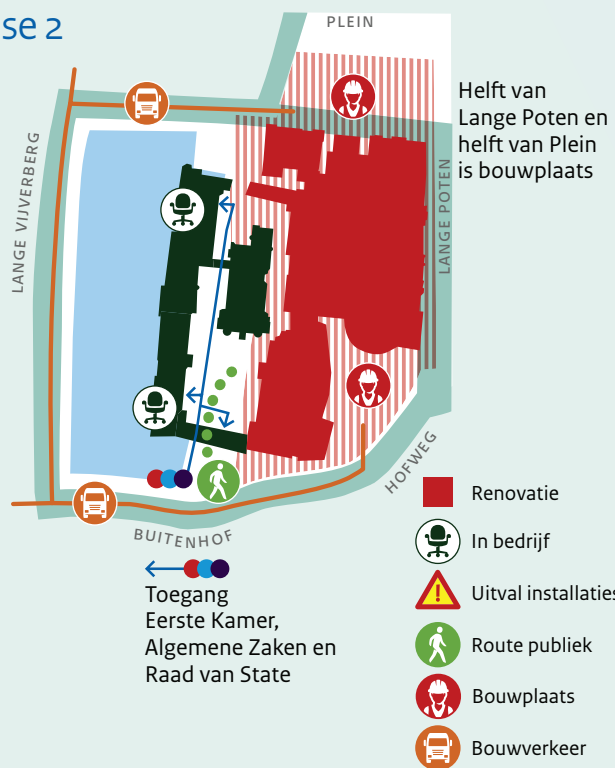 se 2
PLEIN
Helft van
Lange Poten en
helft van Plein
is bouwplaats
LANGE VIJVERBERG
LANGE POTEN
HOFWEG
BUITENHOF
Toegang
Eerste Kamer,
Algemene Zaken en
Raad van State
Renovatie
In bedrijf
Uitval installaties
Route publiek
Bouwplaats
Bouwverkeer